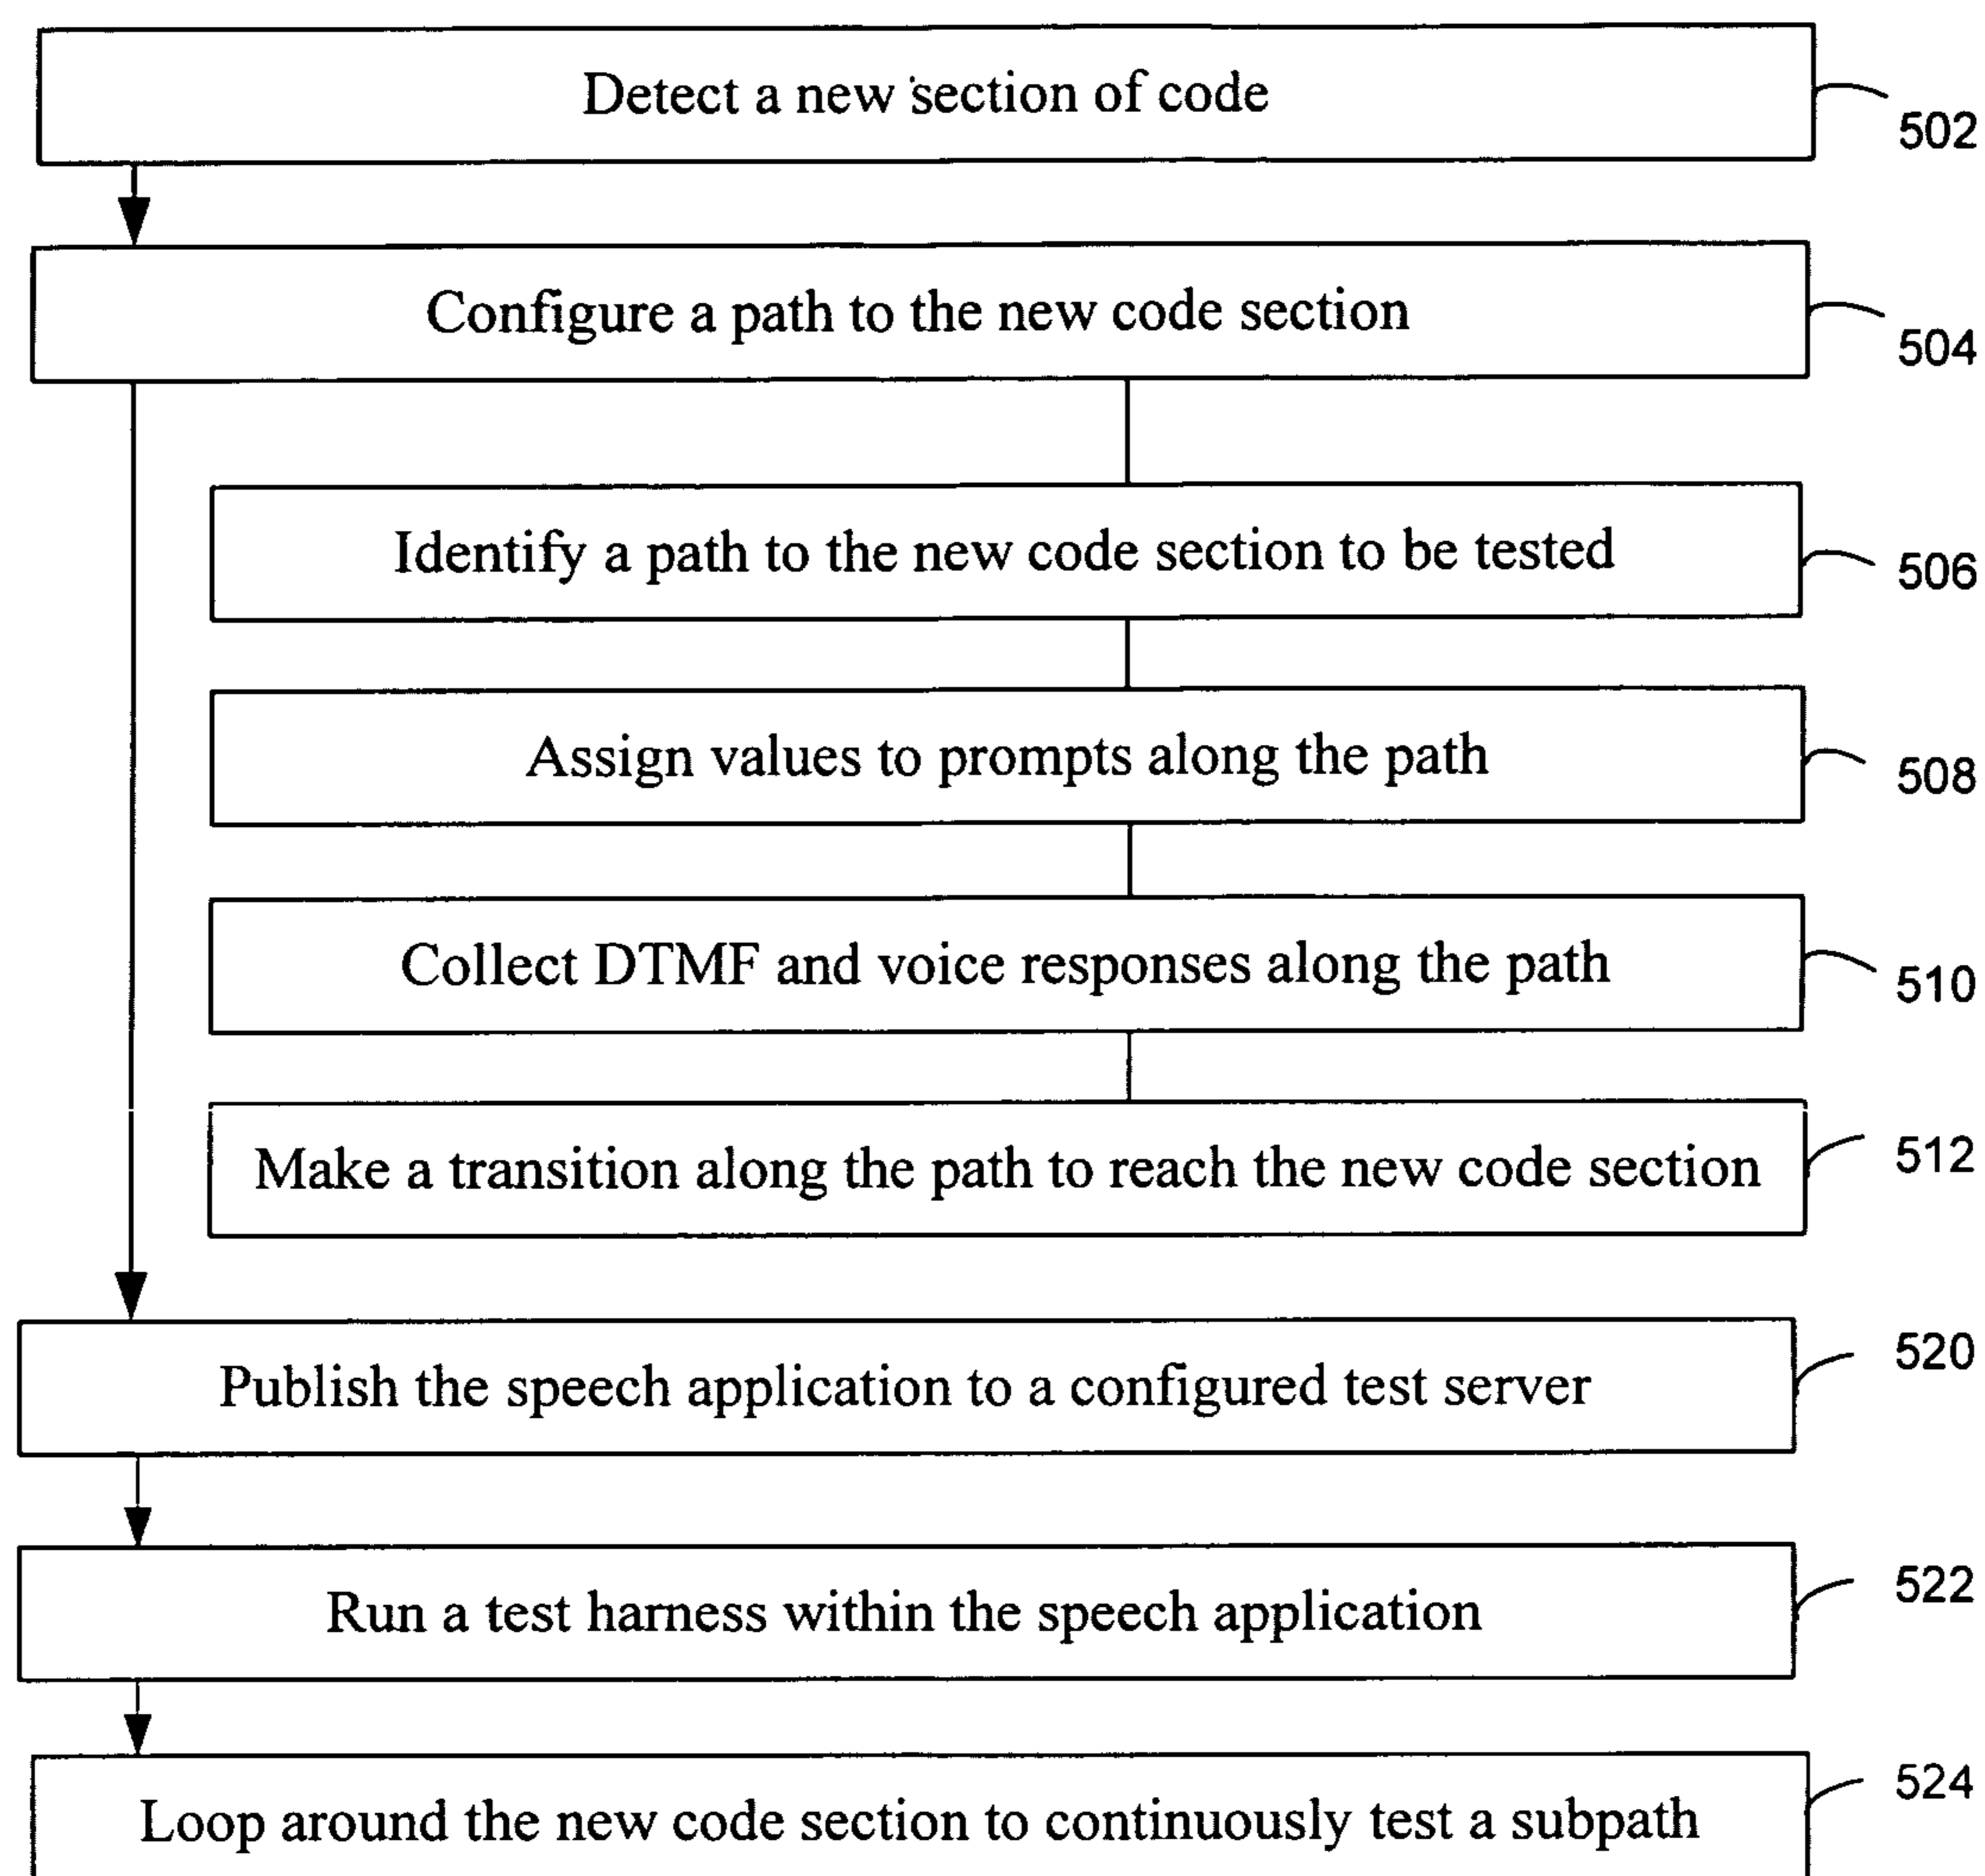 Detect a new section of code
502
Configure a path to the new code section
504
Identify a path to the new code section to be tested
506
Assign values to prompts along the path
508
Collect DTMF and voice responses along the path
510
Make a transition along the path to reach the new code section
512
Publish the speech application to a configured test server
520
Run a test harness within the speech application
522
Loop around the new code section to continuously test a subpath
524